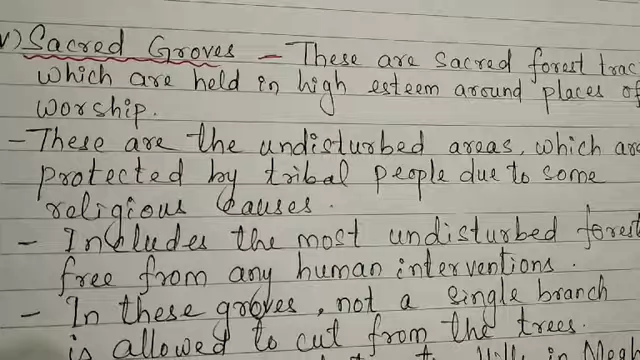 v) Sacred Groves - These are sacred forest trac
which are held in high esteem around places of
worship.
- These are the undisturbed areas, which are
protected by tribal people due to some
religious causes.
- Includes the most undisturbed forest
free from any human interventions.
- In these groves, not a single branch
is allowed to cut from the trees.
Hills in